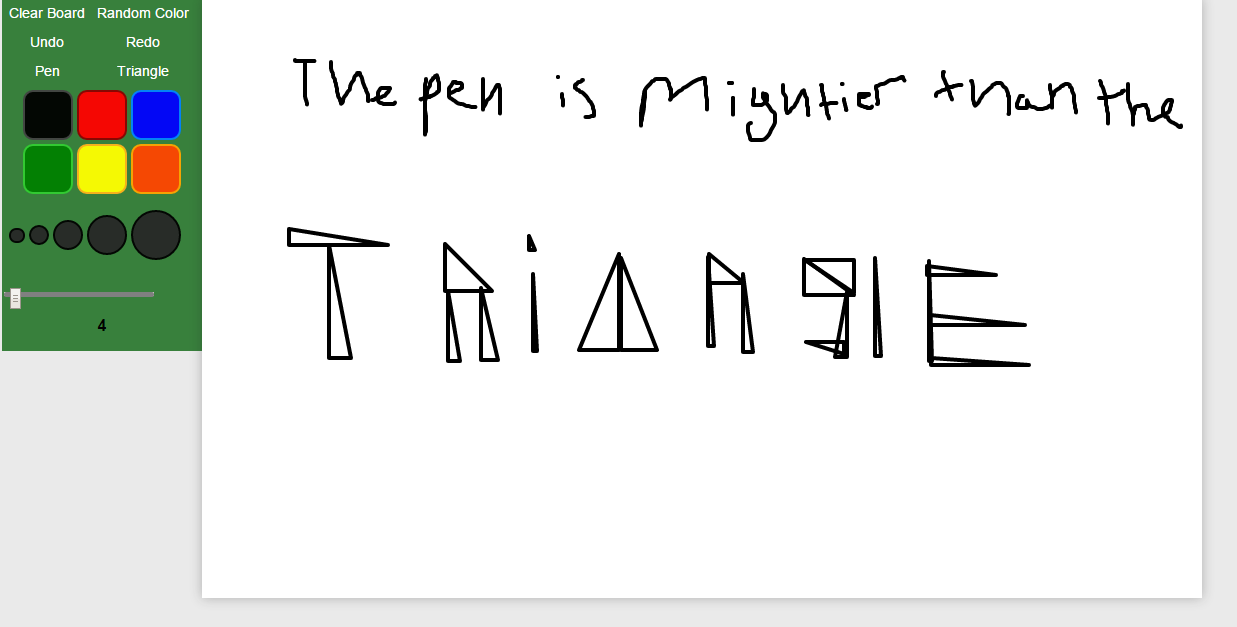 Clear Board Random Color
Undo Redo
Pen Triangle
4
The pen is Mightier than the
TRiANglE